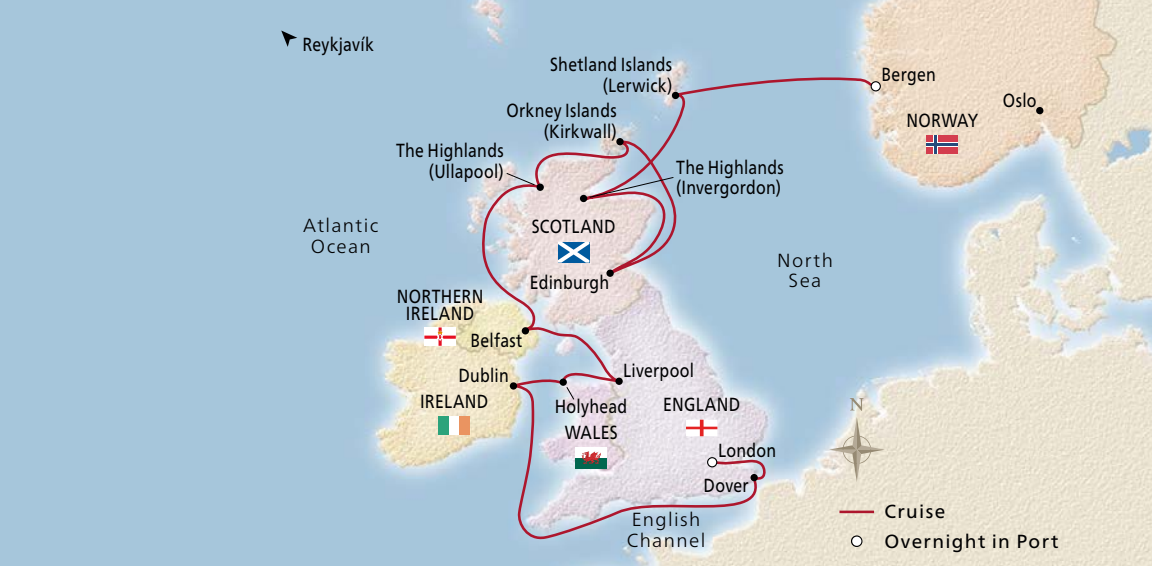 Reykjavík
Shetland Islands
(Lerwick)
Bergen
Oslo
NORWAY
Orkney Islands
(Kirkwall)
The Highlands
(Ullapool)
The Highlands
(Invergordon)
Atlantic
Ocean
SCOTLAND
North
Sea
Edinburgh
NORTHERN
IRELAND
Belfast
Dublin
Liverpool
IRELAND
Holyhead
ENGLAND
WALES
N
London
Dover
English
Channel
Cruise
Overnight in Port